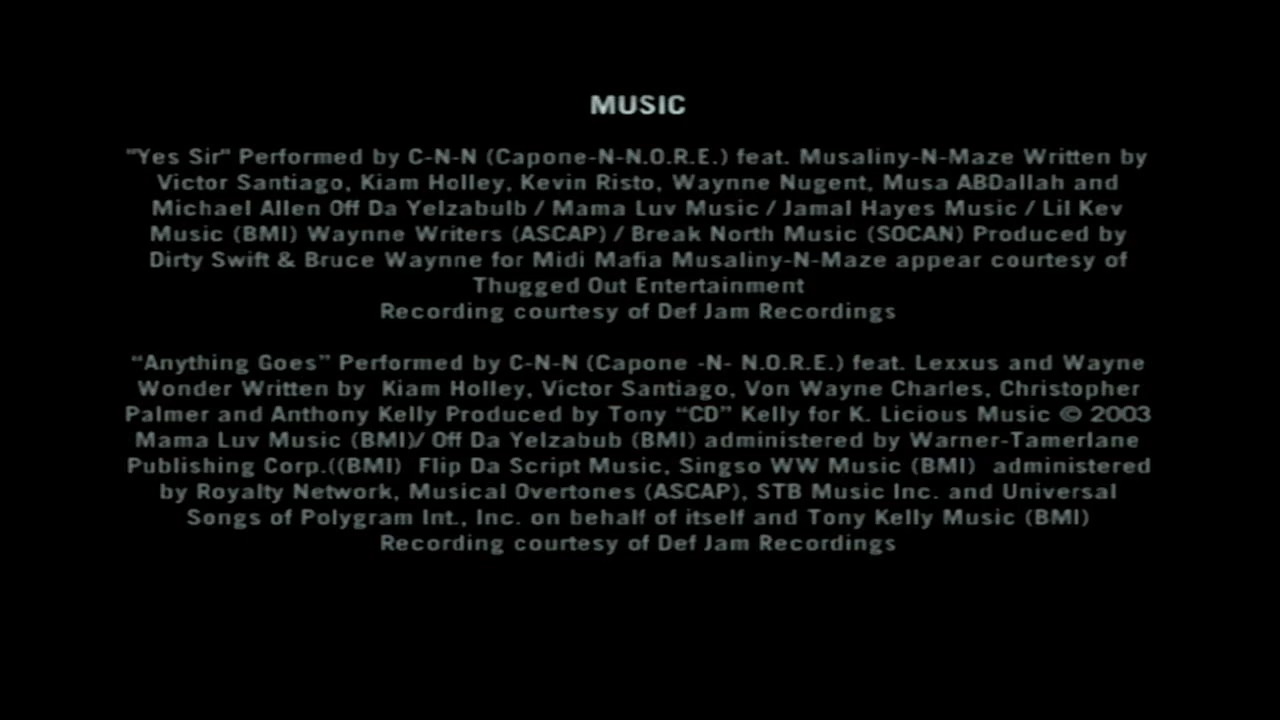 MUSIC
"Yes Sir" Performed by C-N-N (Capone-N-N.O.R.E.) feat. Musaliny-N-Maze Written by
Victor Santiago, Kiam Holley, Kevin Risto, Waynne Nugent, Musa ABDallah and
Michael Allen Off Da Yelzabulb / Mama Luv Music / Jamal Hayes Music / Lil Kev
Music (BMI) Waynne Writers (ASCAP) / Break North Music (SOCAN) Produced by
Dirty Swift & Bruce Waynne for Midi Mafia Musaliny-N-Maze appear courtesy of
Thugged Out Entertainment
Recording courtesy of Def Jam Recordings
“Anything Goes” Performed by C-N-N (Capone -N- N.O.R.E.) feat. Lexxus and Wayne
Wonder Written by  Kiam Holley, Victor Santiago, Von Wayne Charles, Christopher
Palmer and Anthony Kelly Produced by Tony “CD” Kelly for K. Licious Music © 2003
Mama Luv Music (BMI)/ Off Da Yelzabub (BMI) administered by Warner-Tamerlane
Publishing Corp.((BMI)  Flip Da Script Music, Singso WW Music (BMI)  administered
by Royalty Network, Musical Overtones (ASCAP), STB Music Inc. and Universal
Songs of Polygram Int., Inc. on behalf of itself and Tony Kelly Music (BMI)
Recording courtesy of Def Jam Recordings